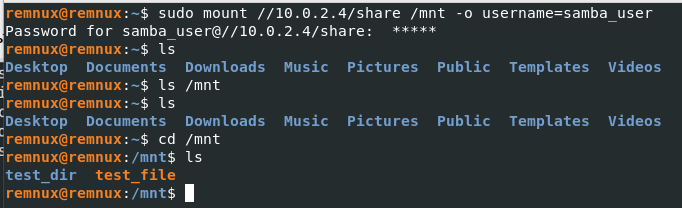 remnux@remnux:~$ sudo mount //10.0.2.4/share /mnt -o username=samba_user
Password for samba_user@//10.0.2.4/share:  *****
remnux@remnux:~$ ls
Desktop  Documents  Downloads  Music  Pictures  Public  Templates  Videos
remnux@remnux:~$ ls /mnt
remnux@remnux:~$ ls
Desktop  Documents  Downloads  Music  Pictures  Public  Templates  Videos
remnux@remnux:~$ cd /mnt
remnux@remnux:/mnt$ ls
test_dir  test_file
remnux@remnux:/mnt$